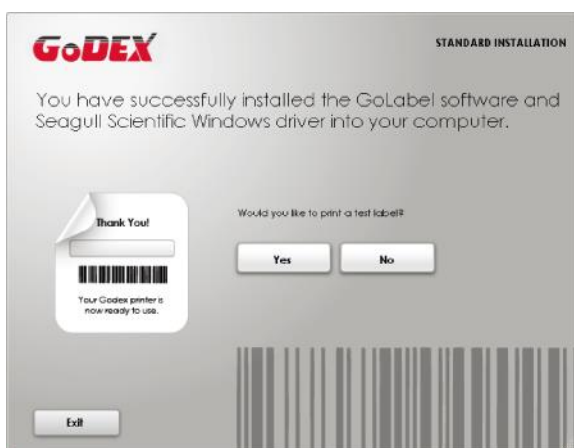 GoDEX
STANDARD INSTALLATION
You have successfully installed the GoLabel software and
Seagull Scientific Windows driver into your computer.
Thank You!
Your Godex printer is
now ready to use.
Would you like to print a test label?
Yes
No
Exit